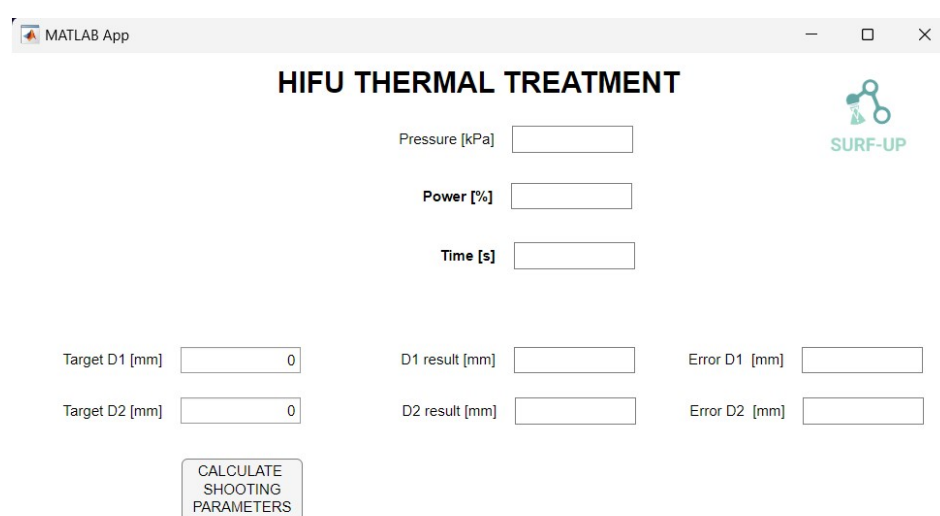 MATLAB App
HIFU THERMAL TREATMENT
SURF-UP
Pressure [kPa]
Power [%]
Time [s]
Target D1 [mm] 0 D1 result [mm] Error D1 [mm]
Target D2 [mm] 0 D2 result [mm] Error D2 [mm]
CALCULATE
SHOOTING
PARAMETERS